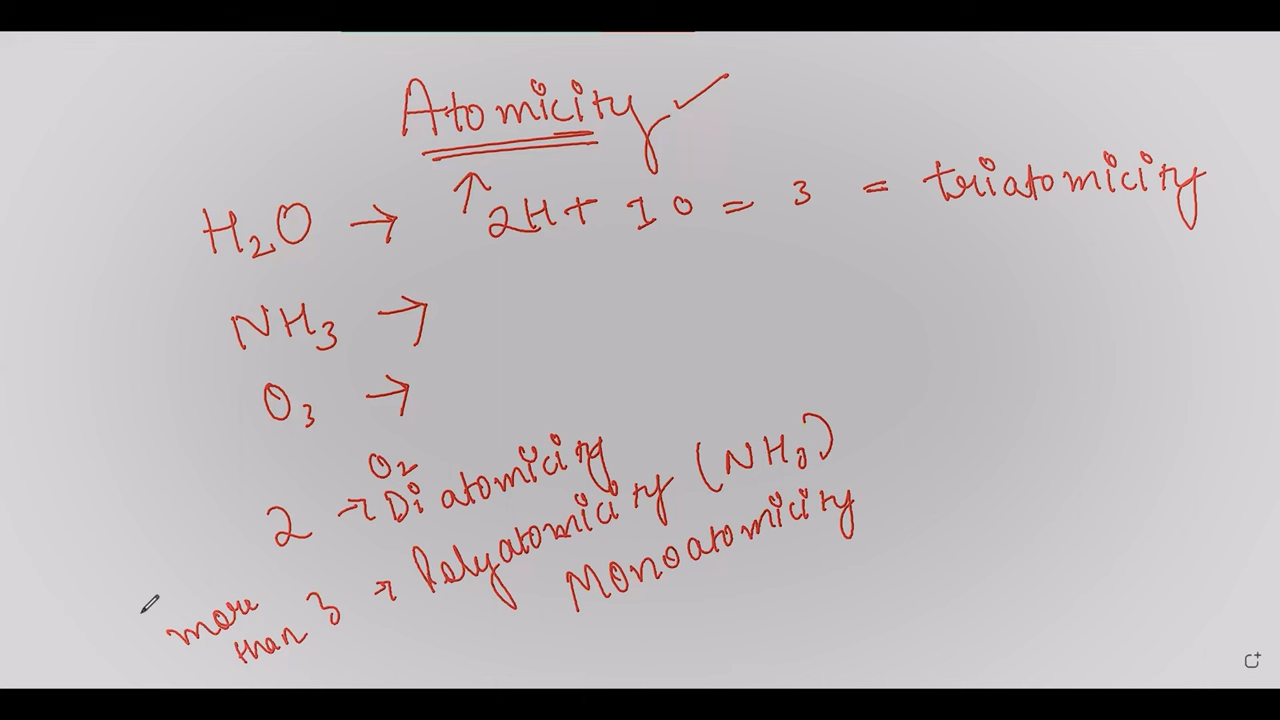 Atomicity ✓
H₂O → ↑ 2H + 1O = 3 = triatomicity
NH₃ →
O₃ →
O₂
2 → Diatomicity
more than 3 → Polyatomicity (NH₃)
Monoatomicity